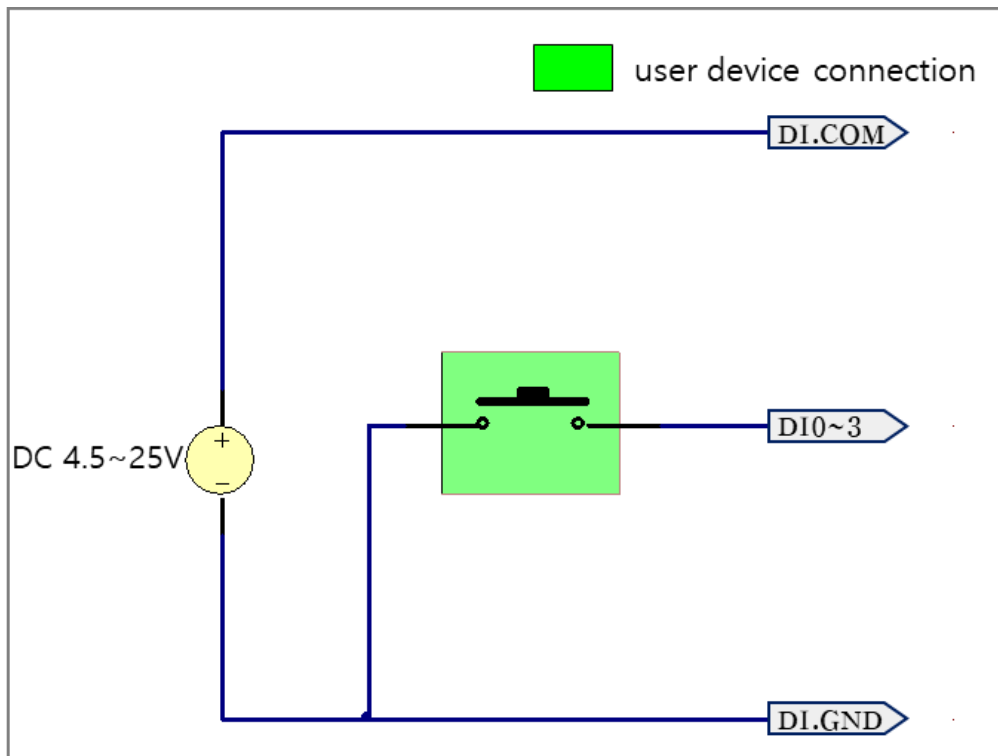 user device connection
DI.COM
DC 4.5~25V
+
−
DI0~3
DI.GND